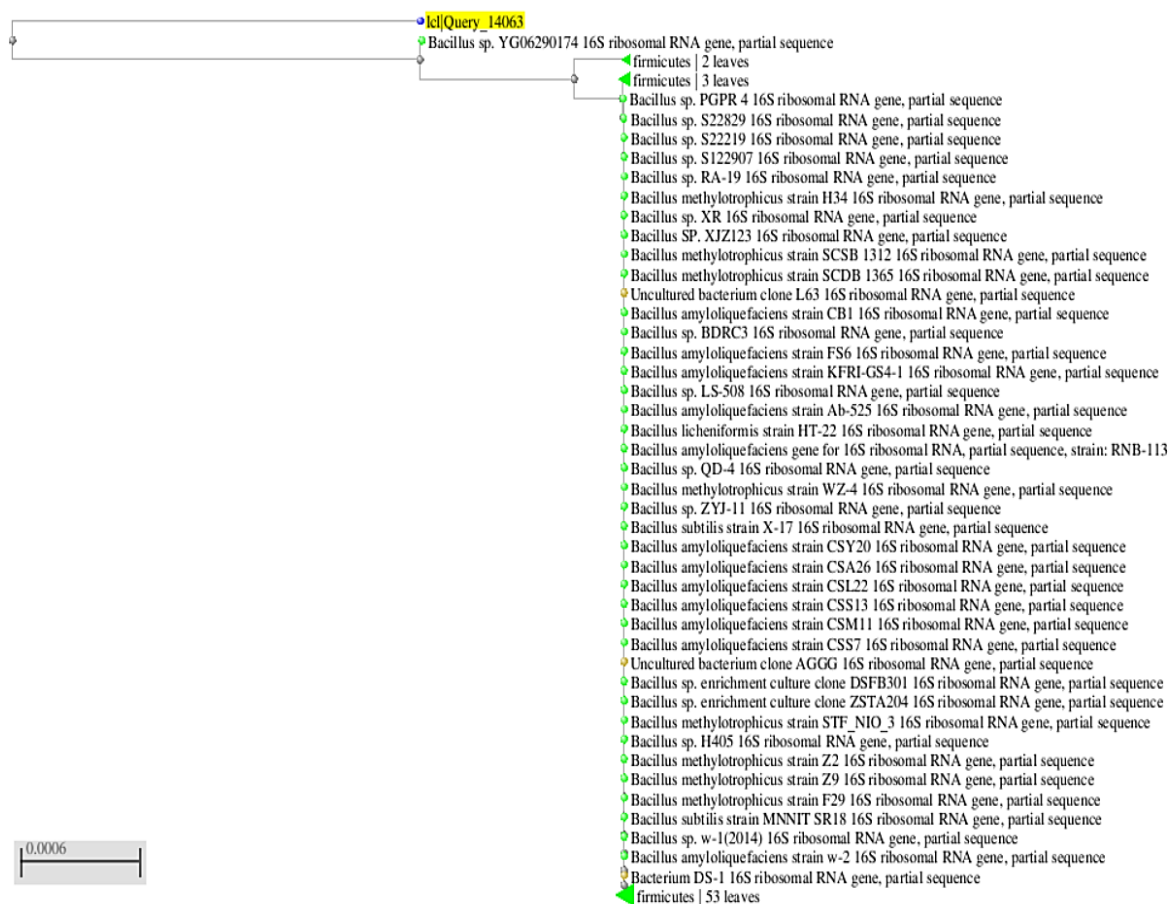 lcl|Query_14063
Bacillus sp. YG06290174 16S ribosomal RNA gene, partial sequence
firmicutes | 2 leaves
firmicutes | 3 leaves
Bacillus sp. PGPR 4 16S ribosomal RNA gene, partial sequence
Bacillus sp. S22829 16S ribosomal RNA gene, partial sequence
Bacillus sp. S22219 16S ribosomal RNA gene, partial sequence
Bacillus sp. S122907 16S ribosomal RNA gene, partial sequence
Bacillus sp. RA-19 16S ribosomal RNA gene, partial sequence
Bacillus methylotrophicus strain H34 16S ribosomal RNA gene, partial sequence
Bacillus sp. XR 16S ribosomal RNA gene, partial sequence
Bacillus SP. XJZ123 16S ribosomal RNA gene, partial sequence
Bacillus methylotrophicus strain SCSB 1312 16S ribosomal RNA gene, partial sequence
Bacillus methylotrophicus strain SCDB 1365 16S ribosomal RNA gene, partial sequence
Uncultured bacterium clone L63 16S ribosomal RNA gene, partial sequence
Bacillus amyloliquefaciens strain CB1 16S ribosomal RNA gene, partial sequence
Bacillus sp. BDRC3 16S ribosomal RNA gene, partial sequence
Bacillus amyloliquefaciens strain FS6 16S ribosomal RNA gene, partial sequence
Bacillus amyloliquefaciens strain KFRI-GS4-1 16S ribosomal RNA gene, partial sequence
Bacillus sp. LS-508 16S ribosomal RNA gene, partial sequence
Bacillus amyloliquefaciens strain Ab-525 16S ribosomal RNA gene, partial sequence
Bacillus licheniformis strain HT-22 16S ribosomal RNA gene, partial sequence
Bacillus amyloliquefaciens gene for 16S ribosomal RNA, partial sequence, strain: RNB-113
Bacillus sp. QD-4 16S ribosomal RNA gene, partial sequence
Bacillus methylotrophicus strain WZ-4 16S ribosomal RNA gene, partial sequence
Bacillus sp. ZYJ-11 16S ribosomal RNA gene, partial sequence
Bacillus subtilis strain X-17 16S ribosomal RNA gene, partial sequence
Bacillus amyloliquefaciens strain CSY20 16S ribosomal RNA gene, partial sequence
Bacillus amyloliquefaciens strain CSA26 16S ribosomal RNA gene, partial sequence
Bacillus amyloliquefaciens strain CSL22 16S ribosomal RNA gene, partial sequence
Bacillus amyloliquefaciens strain CSS13 16S ribosomal RNA gene, partial sequence
Bacillus amyloliquefaciens strain CSM11 16S ribosomal RNA gene, partial sequence
Bacillus amyloliquefaciens strain CSS7 16S ribosomal RNA gene, partial sequence
Uncultured bacterium clone AGGG 16S ribosomal RNA gene, partial sequence
Bacillus sp. enrichment culture clone DSFB301 16S ribosomal RNA gene, partial sequence
Bacillus sp. enrichment culture clone ZSTA204 16S ribosomal RNA gene, partial sequence
Bacillus methylotrophicus strain STF_NIO_3 16S ribosomal RNA gene, partial sequence
Bacillus sp. H405 16S ribosomal RNA gene, partial sequence
Bacillus methylotrophicus strain Z2 16S ribosomal RNA gene, partial sequence
Bacillus methylotrophicus strain Z9 16S ribosomal RNA gene, partial sequence
Bacillus methylotrophicus strain F29 16S ribosomal RNA gene, partial sequence
Bacillus subtilis strain MNNIT SR18 16S ribosomal RNA gene, partial sequence
Bacillus sp. w-1(2014) 16S ribosomal RNA gene, partial sequence
Bacillus amyloliquefaciens strain w-2 16S ribosomal RNA gene, partial sequence
Bacterium DS-1 16S ribosomal RNA gene, partial sequence
firmicutes | 53 leaves
0.0006